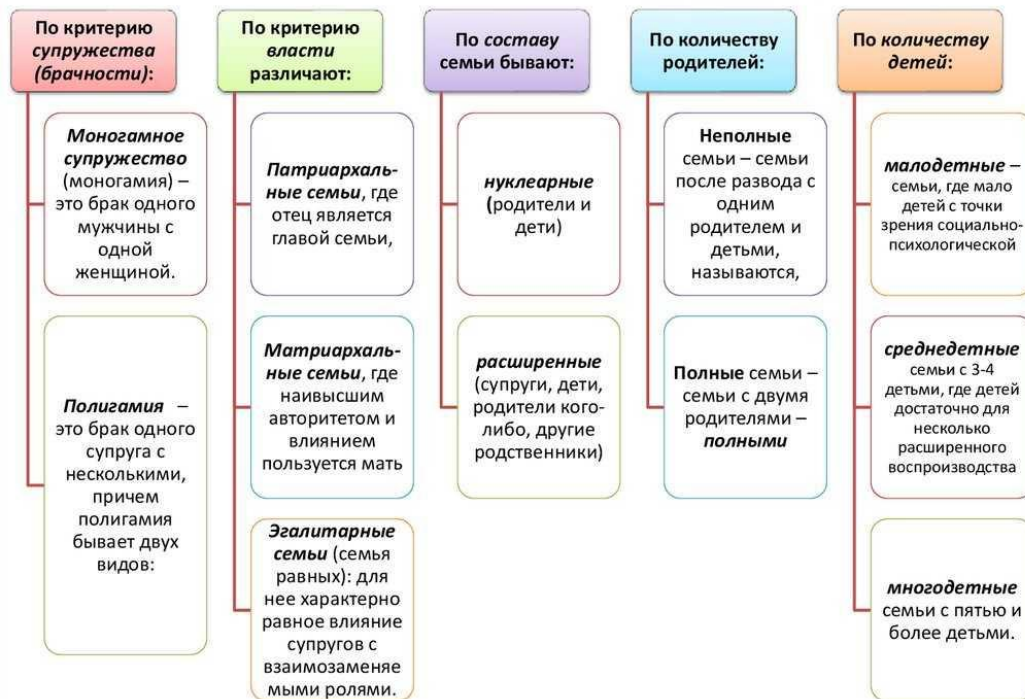 По критерию
супружества
(брачности):
Моногамное
супружество
(моногамия) –
это брак одного
мужчины с
одной
женщиной.
Полигамия –
это брак одного
супруга с
несколькими,
причем
полигамия
бывает двух
видов:
По критерию
власти
различают:
Патриархаль-
ные семьи, где
отец является
главой семьи,
Матриархаль-
ные семьи, где
наивысшим
авторитетом и
влиянием
пользуется мать
Эгалитарные
семьи (семья
равных): для
нее характерно
равное влияние
супругов с
взаимозаменяе
мыми ролями.
По составу
семьи бывают:
нуклеарные
(родители и
дети)
расширенные
(супруги, дети,
родители кого-
либо, другие
родственники)
По количеству
родителей:
Неполные
семьи – семьи
после развода с
одним
родителем и
детьми,
называются,
Полные семьи –
семьи с двумя
родителями –
полными
По количеству
детей:
малодетные –
семьи, где мало
детей с точки
зрения социально-
психологической
среднедетные
семьи с 3-4
детьми, где детей
достаточно для
несколько
расширенного
воспроизводства
многодетные
семьи с пятью и
более детьми.